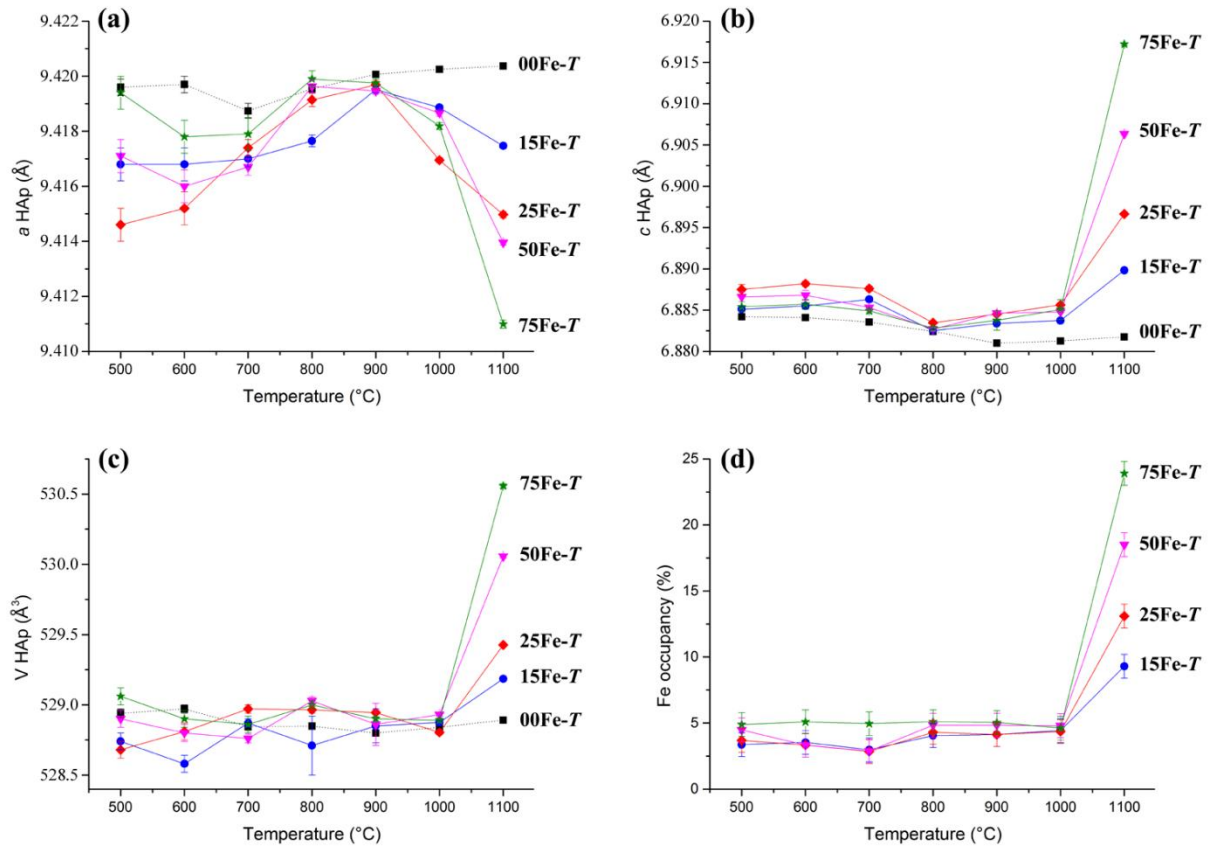 (a)
9.422
9.420
9.418
9.416
9.414
9.412
9.410
a HAp (Å)
00Fe-T
15Fe-T
25Fe-T
50Fe-T
75Fe-T
500 600 700 800 900 1000 1100
Temperature (°C)
(b)
6.920
6.915
6.910
6.905
6.900
6.895
6.890
6.885
6.880
c HAp (Å)
75Fe-T
50Fe-T
25Fe-T
15Fe-T
00Fe-T
500 600 700 800 900 1000 1100
Temperature (°C)
(c)
530.5
530.0
529.5
529.0
528.5
V HAp (Å³)
75Fe-T
50Fe-T
25Fe-T
15Fe-T
00Fe-T
500 600 700 800 900 1000 1100
Temperature (°C)
(d)
25
20
15
10
5
0
Fe occupancy (%)
75Fe-T
50Fe-T
25Fe-T
15Fe-T
500 600 700 800 900 1000 1100
Temperature (°C)